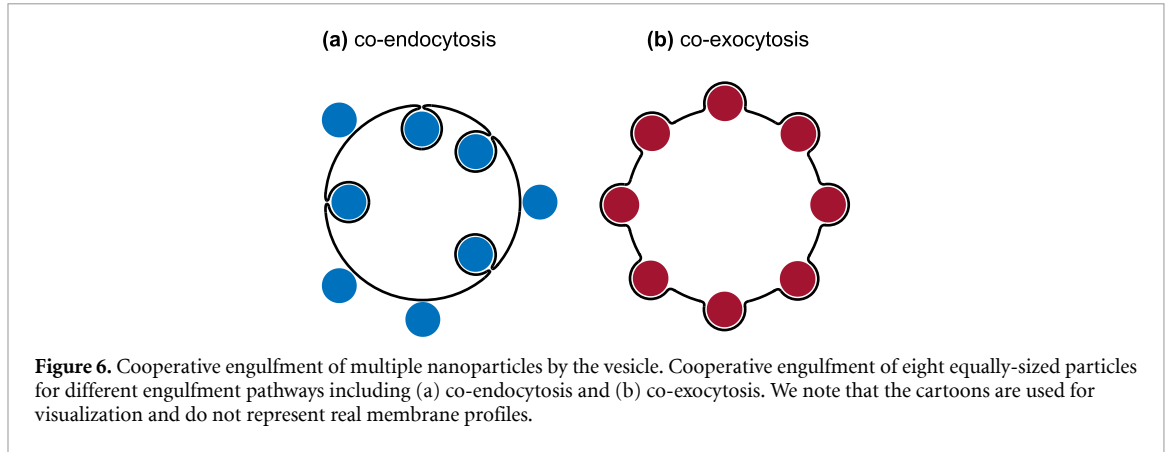 (a) co-endocytosis
(b) co-exocytosis
Figure 6. Cooperative engulfment of multiple nanoparticles by the vesicle. Cooperative engulfment of eight equally-sized particles
for different engulfment pathways including (a) co-endocytosis and (b) co-exocytosis. We note that the cartoons are used for
visualization and do not represent real membrane profiles.